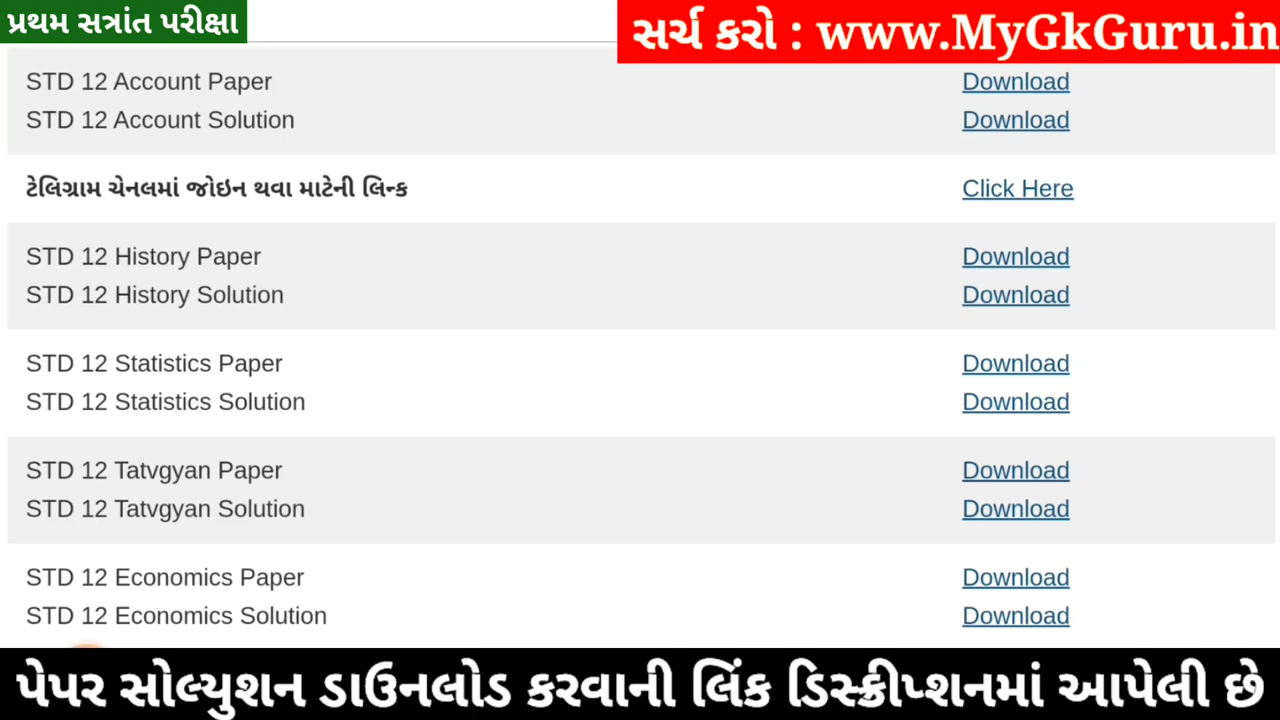 પ્રથમ સત્રાંત પરીક્ષા
સર્ચ કરો : www.MyGkGuru.in
STD 12 Account Paper Download
STD 12 Account Solution Download
ટેલિગ્રામ ચેનલમાં જોઇન થવા માટેની લિન્ક Click Here
STD 12 History Paper Download
STD 12 History Solution Download
STD 12 Statistics Paper Download
STD 12 Statistics Solution Download
STD 12 Tatvgyan Paper Download
STD 12 Tatvgyan Solution Download
STD 12 Economics Paper Download
STD 12 Economics Solution Download
પેપર સોલ્યુશન ડાઉનલોડ કરવાની લિંક ડિસ્ક્રીપ્શનમાં આપેલી છે